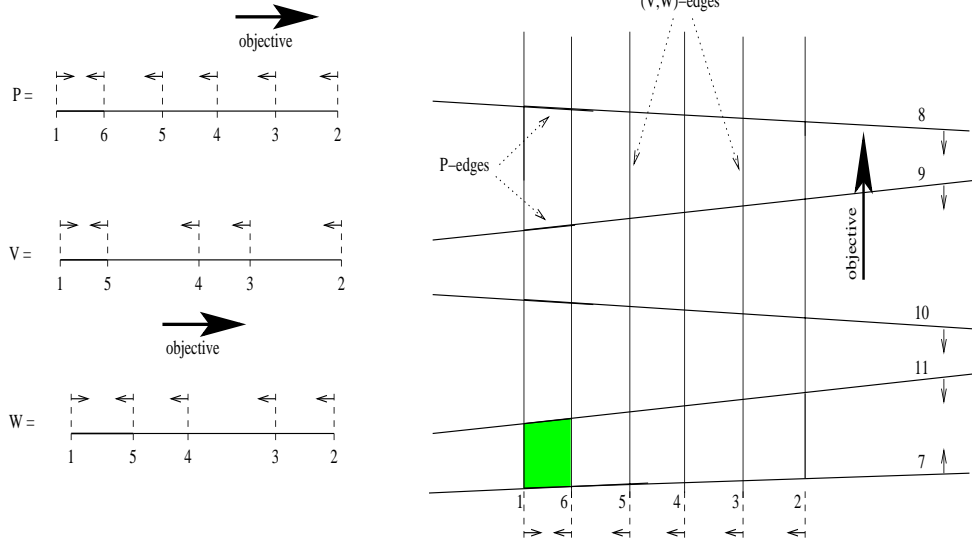 objective
P =
1 6 5 4 3 2
V =
1 5 4 3 2
objective
W =
1 5 4 3 2
(V,W)-edges
8
P-edges
9
objective
10
11
7
1 6 5 4 3 2